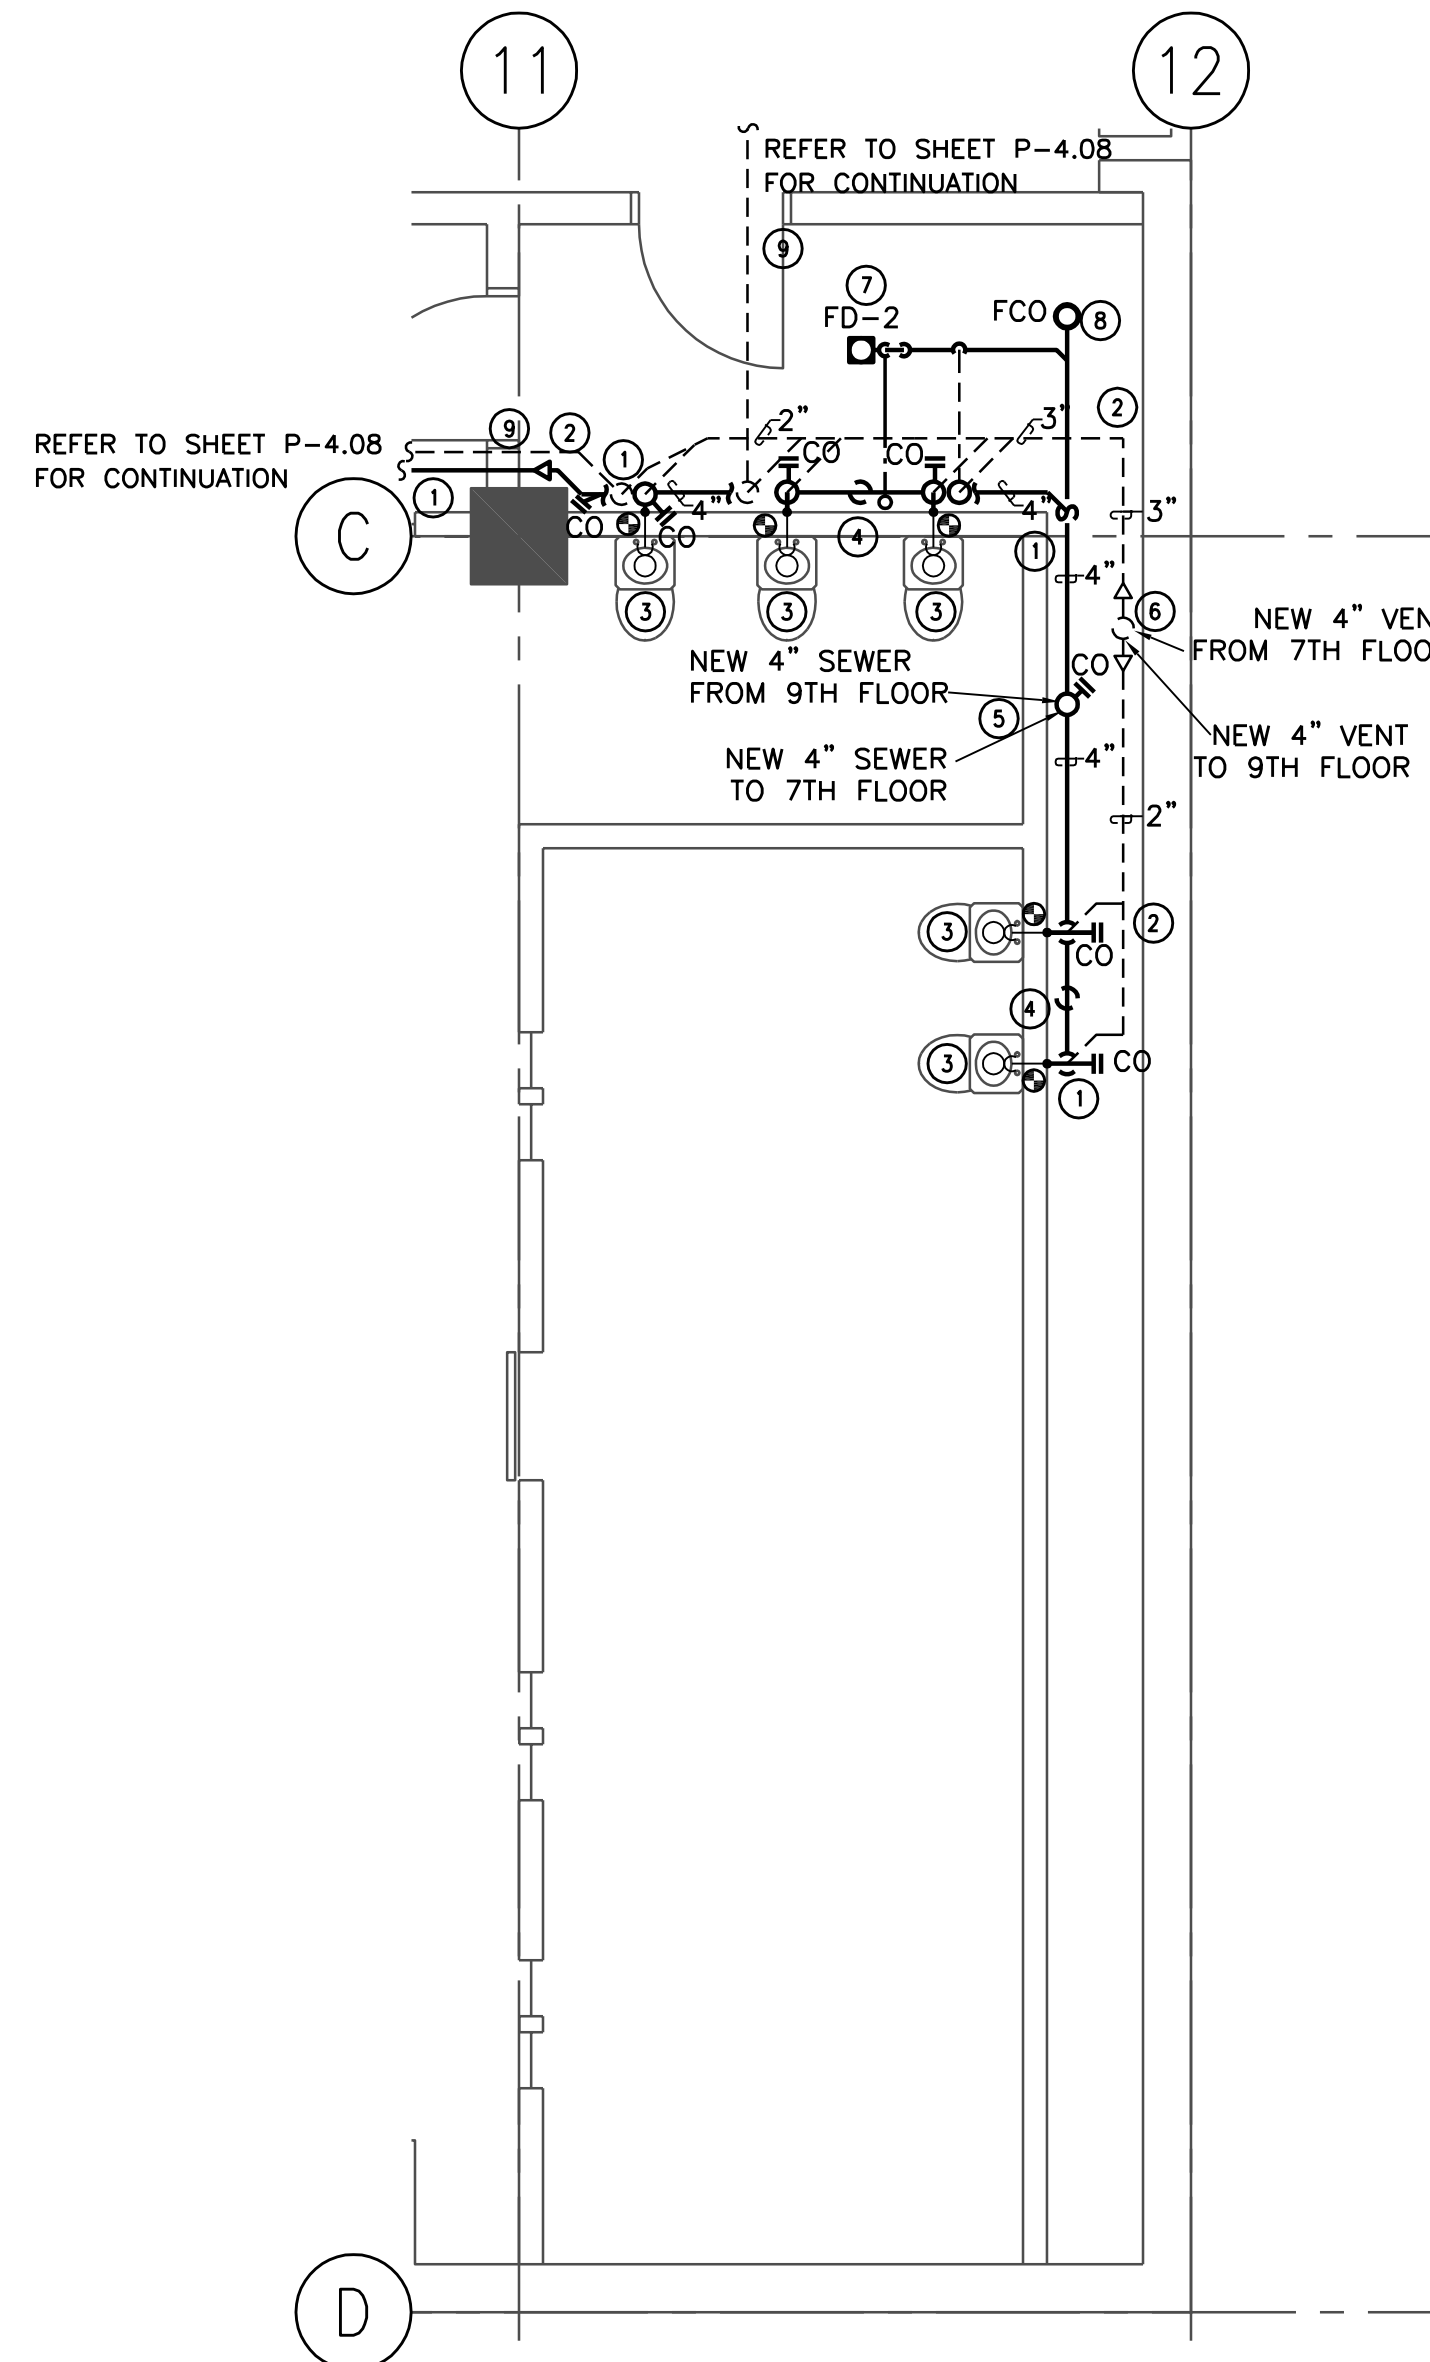 11
12
REFER TO SHEET P-4.08
FOR CONTINUATION
9
7
FD-2
FCO
8
2
2"
3"
9
2
REFER TO SHEET P-4.08
FOR CONTINUATION
1
CO
CO
1
4"
4"
3"
C
CO
CO
4
1
4"
3
3
3
6
NEW 4" VEN
FROM 7TH FLOO
NEW 4" SEWER
FROM 9TH FLOOR
CO
5
NEW 4" VENT
TO 9TH FLOOR
NEW 4" SEWER
TO 7TH FLOOR
4"
2"
3
2
CO
4
3
CO
1
D